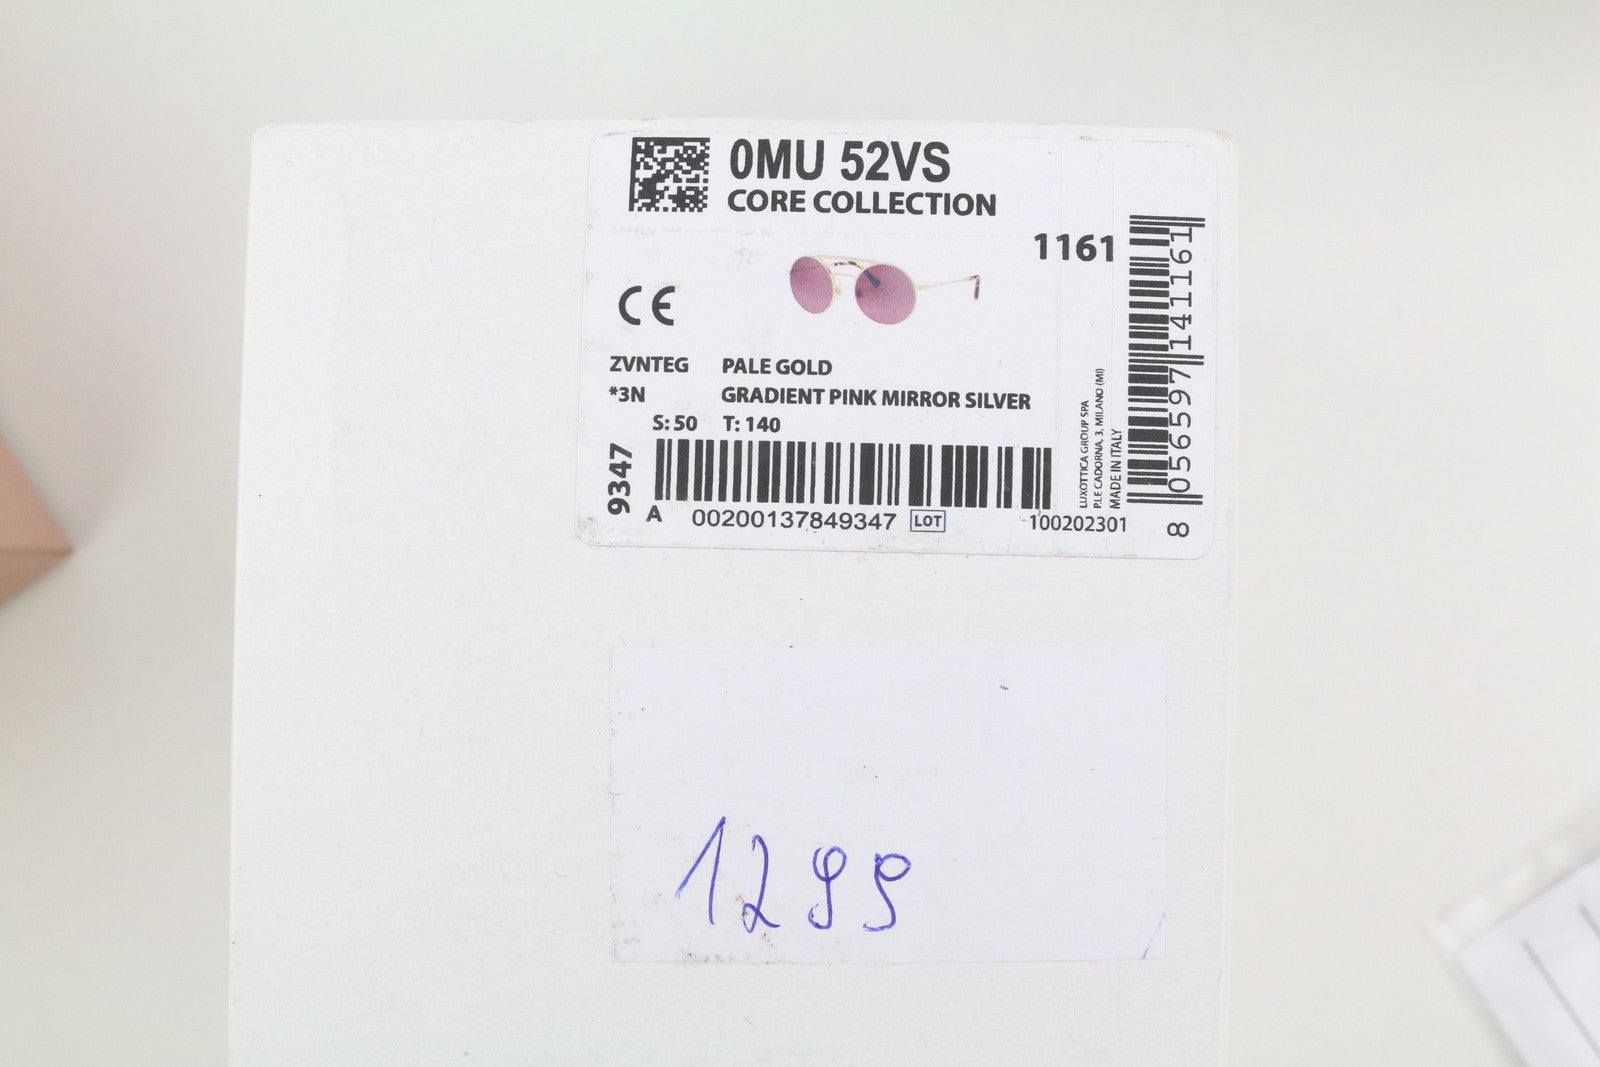 0MU 52VS
CORE COLLECTION
1161
CE
ZVNTEG PALE GOLD
*3N GRADIENT PINK MIRROR SILVER
S: 50 T: 140
9347
A 00200137849347 LOT 100202301
LUXOTTICA GROUP SPA
P.LE CADORNA, 3, MILANO (MI)
MADE IN ITALY
8 056597 141161
1299